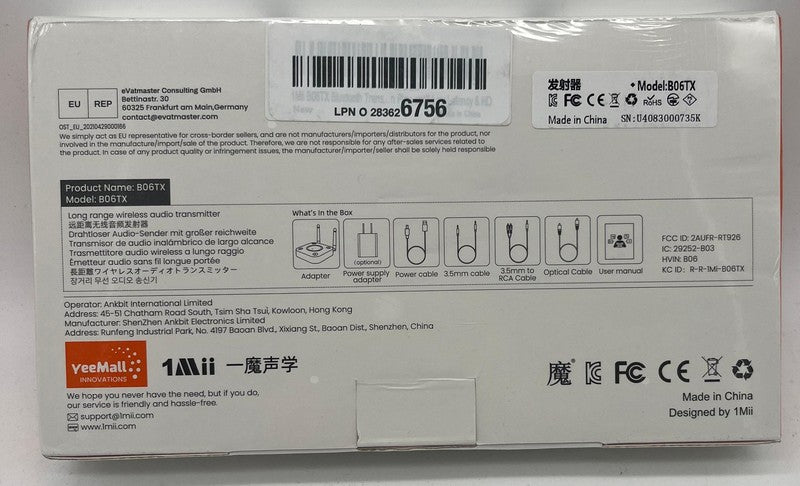 EU REP
eVatmaster Consulting GmbH
Bettinastr. 30
60325 Frankfurt am Main,Germany
contact@evatmaster.com
OST_EU_20210429000166
We simply act as EU representative for cross-border sellers, and are not manufacturers/importers/distributors for the product, nor
involved in the manufacture/import/sale of the product. Therefore, we are not responsible for any after-sales services related to
the product. In case of any product quality or infringement issues, the manufacturer/importer shall be solely held responsible
LPN O 283626756
发射器
Model:B06TX
FC CE RoHS
Made in China
SN:U4083000735K
Product Name: B06TX
Model: B06TX
Long range wireless audio transmitter
远距离无线音频发射器
Drahtloser Audio-Sender mit großer reichweite
Transmisor de audio inalámbrico de largo alcance
Trasmettitore audio wireless a lungo raggio
Émetteur audio sans fil longue portée
長距離ワイヤレスオーディオトランスミッター
장거리 무선 오디오 송신기
What's in the Box
Adapter
(optional)
Power supply
adapter
Power cable
3.5mm cable
3.5mm to
RCA Cable
Optical Cable
User manual
FCC ID: 2AUFR-RT926
IC: 29252-B03
HVIN: B06
KC ID: R-R-1Mi-B06TX
Operator: Ankbit International Limited
Address: 45-51 Chatham Road South, Tsim Sha Tsui, Kowloon, Hong Kong
Manufacturer: ShenZhen Ankbit Electronics Limited
Address: Runfeng Industrial Park, No. 4197 Baoan Blvd., Xixiang St., Baoan Dist., Shenzhen, China
YeeMall
INNOVATIONS
1Mii 一魔声学
We hope you never have the need, but if you do,
our service is friendly and hassle-free.
support@1mii.com
www.1mii.com
魔 FC CE
Made in China
Designed by 1Mii